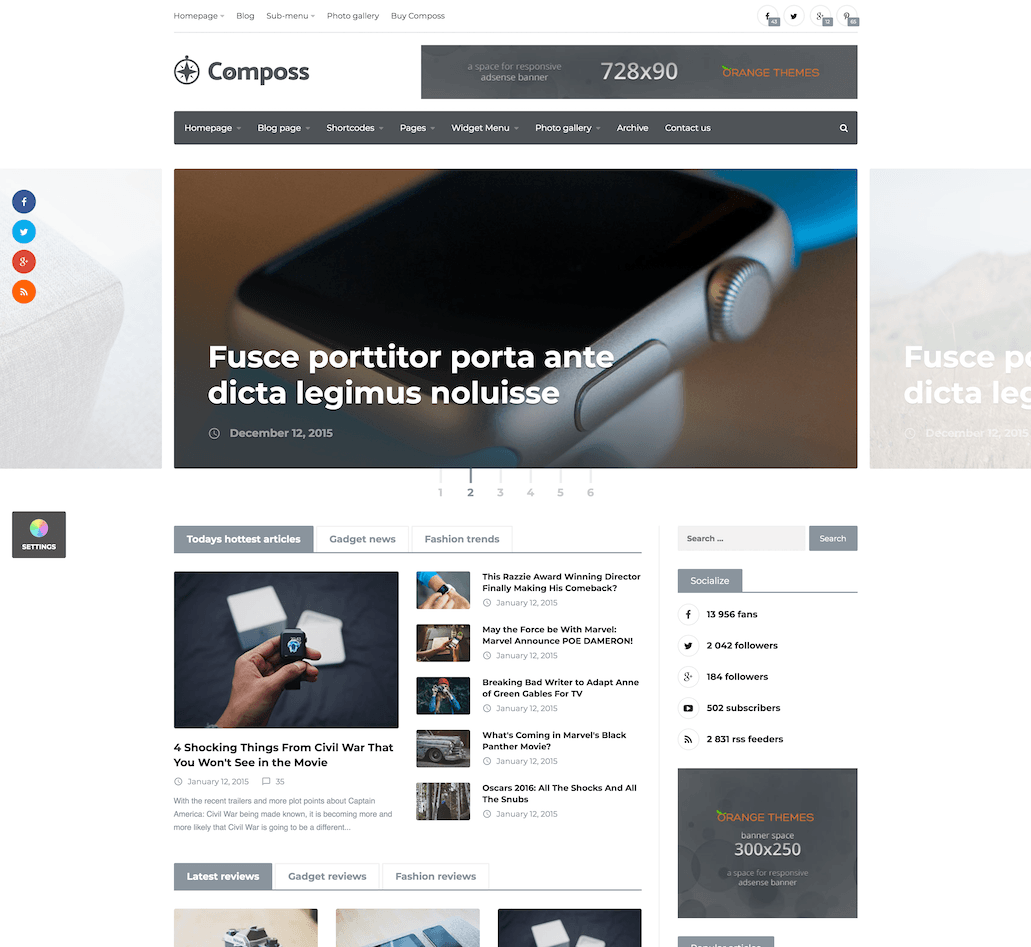 Homepage Blog Sub-menu Photo gallery Buy Composs
43 12 65
Composs
a space for responsive
adsense banner
728x90
ORANGE THEMES
Homepage Blog page Shortcodes Pages Widget Menu Photo gallery Archive Contact us
Fusce porttitor porta ante
dicta legimus noluisse
December 12, 2015
Fusce po
dicta leg
December 12, 2015
1 2 3 4 5 6
SETTINGS
Todays hottest articles Gadget news Fashion trends
4 Shocking Things From Civil War That
You Won't See in the Movie
January 12, 2015 35
With the recent trailers and more plot points about Captain
America: Civil War being made known, it is becoming more and
more likely that Civil War is going to be a different...
This Razzie Award Winning Director
Finally Making His Comeback?
January 12, 2015
May the Force be With Marvel:
Marvel Announce POE DAMERON!
January 12, 2015
Breaking Bad Writer to Adapt Anne
of Green Gables For TV
January 12, 2015
What's Coming in Marvel's Black
Panther Movie?
January 12, 2015
Oscars 2016: All The Shocks And All
The Snubs
January 12, 2015
Search ... Search
Socialize
13 956 fans
2 042 followers
184 followers
502 subscribers
2 831 rss feeders
ORANGE THEMES
banner space
300x250
a space for responsive
adsense banner
Latest reviews Gadget reviews Fashion reviews
Popular articles